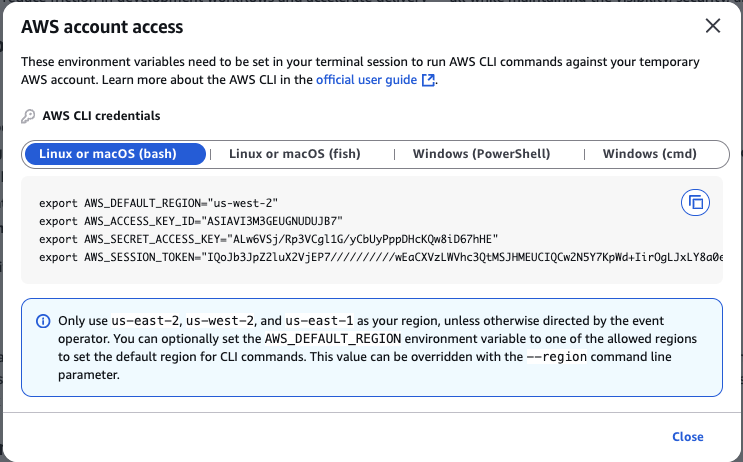 AWS account access
These environment variables need to be set in your terminal session to run AWS CLI commands against your temporary
AWS account. Learn more about the AWS CLI in the official user guide.
AWS CLI credentials
Linux or macOS (bash) | Linux or macOS (fish) | Windows (PowerShell) | Windows (cmd)
export AWS_DEFAULT_REGION="us-west-2"
export AWS_ACCESS_KEY_ID="ASIAVI3M3GEUGNUDUJB7"
export AWS_SECRET_ACCESS_KEY="ALw6VSj/Rp3VCgl1G/yCbUyPppDHcKQw8iD67hHE"
export AWS_SESSION_TOKEN="IQoJb3JpZ2luX2VjEP7//////////wEaCXVzLWVhc3QtMSJHMEUCIQCw2N5Y7KpWd+IirOgLJxLY8a0e
Only use us-east-2, us-west-2, and us-east-1 as your region, unless otherwise directed by the event
operator. You can optionally set the AWS_DEFAULT_REGION environment variable to one of the allowed regions
to set the default region for CLI commands. This value can be overridden with the --region command line
parameter.
Close